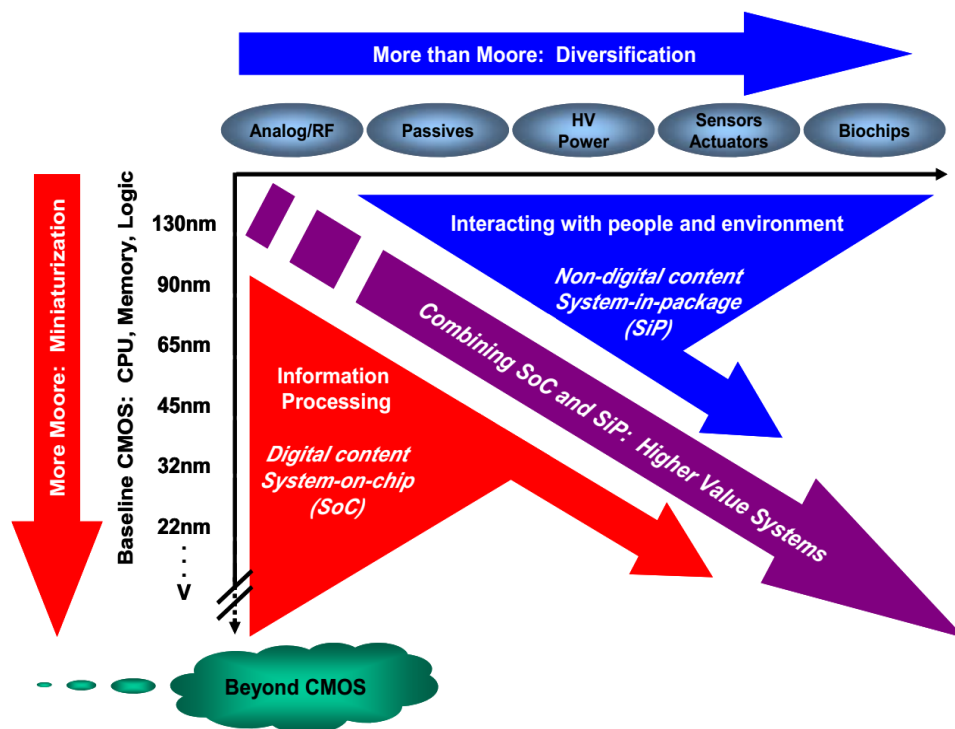 More than Moore:  Diversification
Analog/RF
Passives
HV
Power
Sensors
Actuators
Biochips
More Moore:  Miniaturization
Baseline CMOS:  CPU, Memory, Logic
130nm
90nm
65nm
45nm
32nm
22nm
V
Interacting with people and environment
Non-digital content
System-in-package
(SiP)
Combining SoC and SiP:  Higher Value Systems
Information
Processing
Digital content
System-on-chip
(SoC)
Beyond CMOS